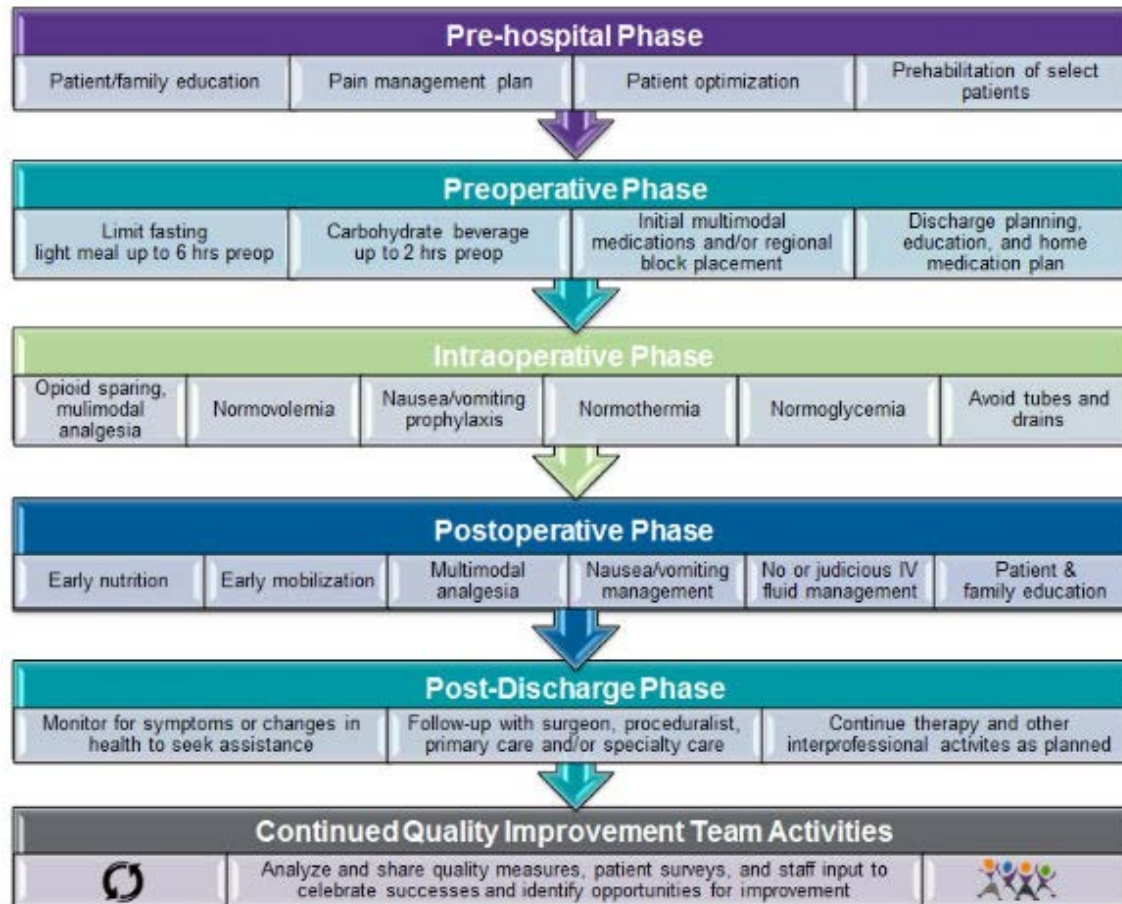 Pre-hospital Phase
Patient/family education
Pain management plan
Patient optimization
Prehabilitation of select
patients
Preoperative Phase
Limit fasting
light meal up to 6 hrs preop
Carbohydrate beverage
up to 2 hrs preop
Initial multimodal
medications and/or regional
block placement
Discharge planning,
education, and home
medication plan
Intraoperative Phase
Opioid sparing,
mulimodal
analgesia
Normovolemia
Nausea/vomiting
prophylaxis
Normothermia
Normoglycemia
Avoid tubes and
drains
Postoperative Phase
Early nutrition
Early mobilization
Multimodal
analgesia
Nausea/vomiting
management
No or judicious IV
fluid management
Patient &
family education
Post-Discharge Phase
Monitor for symptoms or changes in
health to seek assistance
Follow-up with surgeon, proceduralist,
primary care and/or specialty care
Continue therapy and other
interprofessional activites as planned
Continued Quality Improvement Team Activities
Analyze and share quality measures, patient surveys, and staff input to
celebrate successes and identify opportunities for improvement